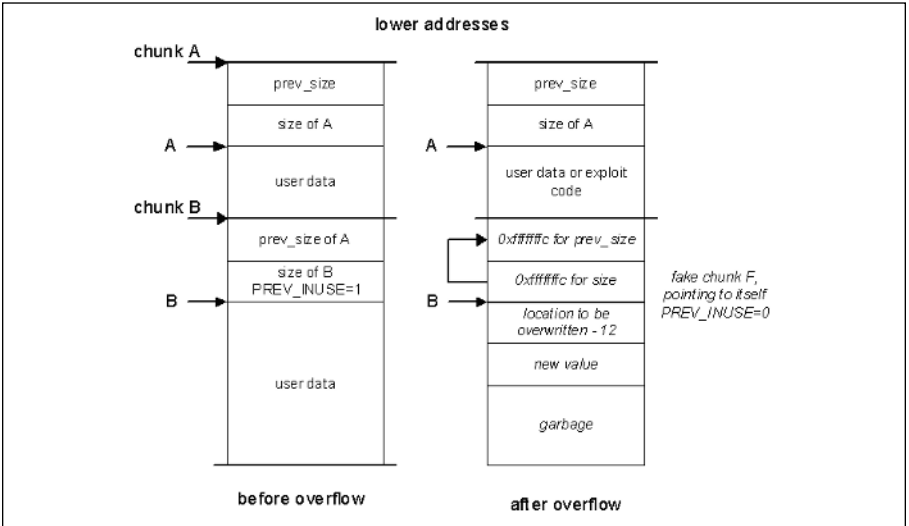 lower addresses
chunk A
prev_size
size of A
A
user data
chunk B
prev_size of A
size of B
PREV_INUSE=1
B
user data
before overflow
prev_size
size of A
A
user data or exploit
code
0xfffffffc for prev_size
0xfffffffc for size
B
location to be
overwritten - 12
new value
garbage
fake chunk F,
pointing to itself
PREV_INUSE=0
after overflow